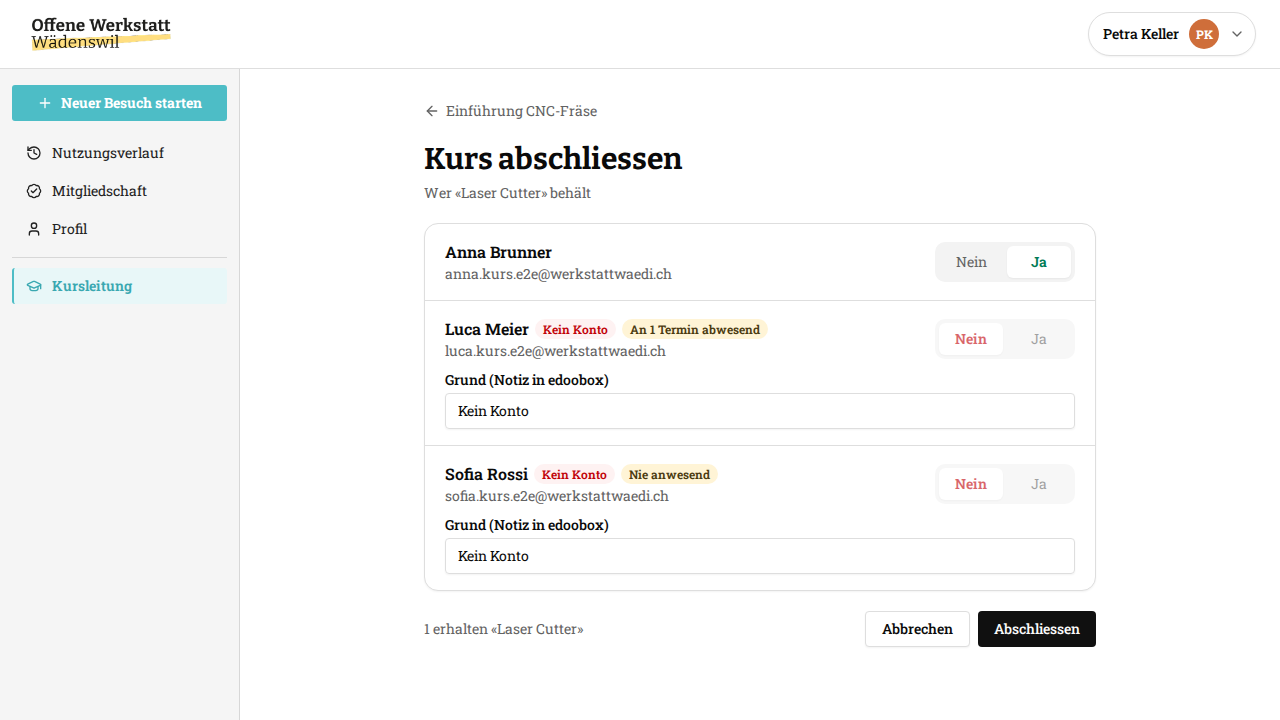 Offene Werkstatt
Wädenswil
Petra Keller PK
Neuer Besuch starten
Nutzungsverlauf
Mitgliedschaft
Profil
Kursleitung
Einführung CNC-Fräse
Kurs abschliessen
Wer «Laser Cutter» behält
Anna Brunner
anna.kurs.e2e@werkstattwaedi.ch
Nein Ja
Luca Meier Kein Konto An 1 Termin abwesend
luca.kurs.e2e@werkstattwaedi.ch
Nein Ja
Grund (Notiz in edoobox)
Kein Konto
Sofia Rossi Kein Konto Nie anwesend
sofia.kurs.e2e@werkstattwaedi.ch
Nein Ja
Grund (Notiz in edoobox)
Kein Konto
1 erhalten «Laser Cutter»
Abbrechen
Abschliessen